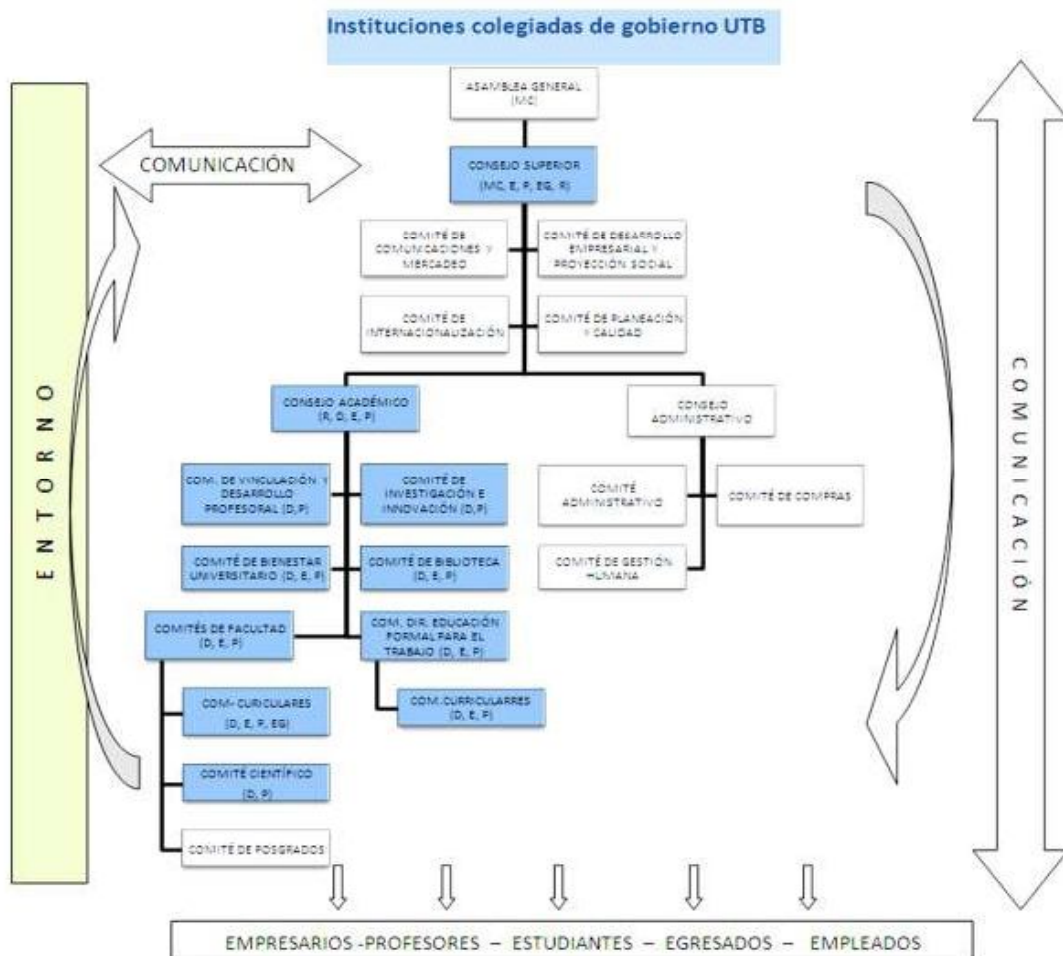 Instituciones colegiadas de gobierno UTB
ASAMBLEA GENERAL
(MC)
COMUNICACIÓN
CONSEJO SUPERIOR
(MC, E, P, EG, R)
COMITÉ DE
COMUNICACIONES Y
MERCADEO
COMITÉ DE DESARROLLO
EMPRESARIAL Y
PROYECCIÓN SOCIAL
COMITÉ DE
INTERNACIONALIZACIÓN
COMITÉ DE PLANEACIÓN
Y CALIDAD
ENTORNO
COMUNICACIÓN
CONSEJO ACADÉMICO
(R, D, E, P)
CONSEJO
ADMINISTRATIVO
COM. DE VINCULACIÓN Y
DESARROLLO
PROFESORAL (D,P)
COMITÉ DE
INVESTIGACIÓN E
INNOVACIÓN (D,P)
COMITÉ
ADMINISTRATIVO
COMITÉ DE COMPRAS
COMITÉ DE BIENESTAR
UNIVERSITARIO (D, E, P)
COMITÉ DE BIBLIOTECA
(D, E, P)
COMITÉ DE GESTIÓN
HUMANA
COMITÉS DE FACULTAD
(D, E, P)
COM. DIR. EDUCACIÓN
FORMAL PARA EL
TRABAJO (D, E, P)
COM- CURICULARES
(D, E, P, EG)
COM.CURRICULARRES
(D, E, P)
COMITÉ CIENTÍFICO
(D, P)
COMITÉ DE POSGRADOS
EMPRESARIOS -PROFESORES – ESTUDIANTES – EGRESADOS – EMPLEADOS